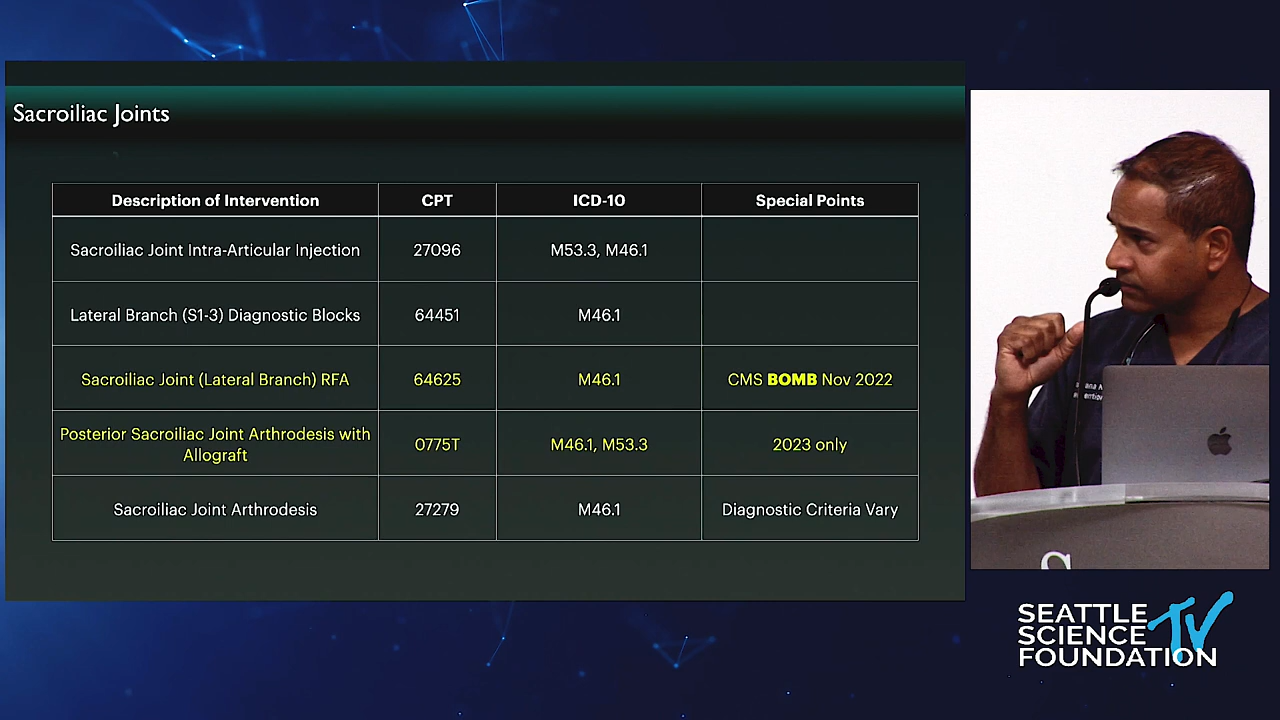 Sacroiliac Joints
Description of Intervention CPT ICD-10 Special Points
Sacroiliac Joint Intra-Articular Injection 27096 M53.3, M46.1
Lateral Branch (S1-3) Diagnostic Blocks 64451 M46.1
Sacroiliac Joint (Lateral Branch) RFA 64625 M46.1 CMS BOMB Nov 2022
Posterior Sacroiliac Joint Arthrodesis with
Allograft 0775T M46.1, M53.3 2023 only
Sacroiliac Joint Arthrodesis 27279 M46.1 Diagnostic Criteria Vary
S
SEATTLE
SCIENCE TV
FOUNDATION